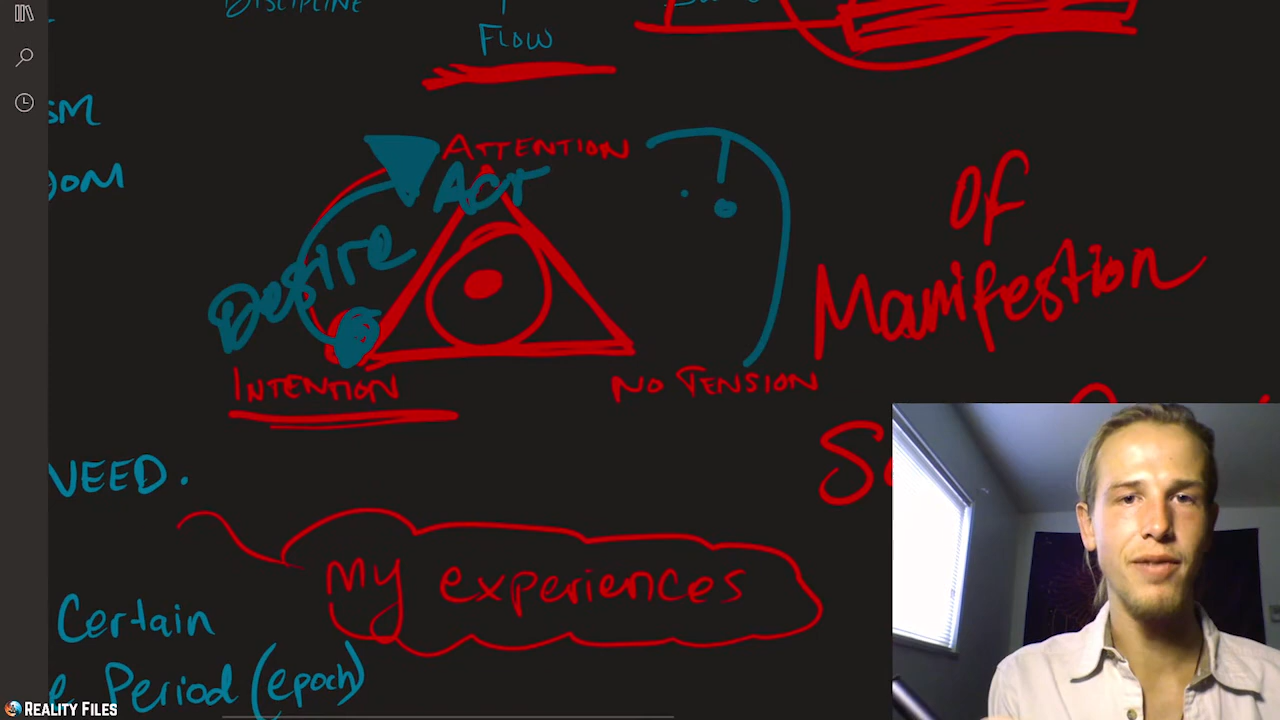 DISCIPLINE
FLOW
ISM
DOM
ATTENTION
Act
Desire
INTENTION
NO TENSION
Of
Manifestion
NEED.
my experiences
Certain
Period (epoch)
REALITY FILES